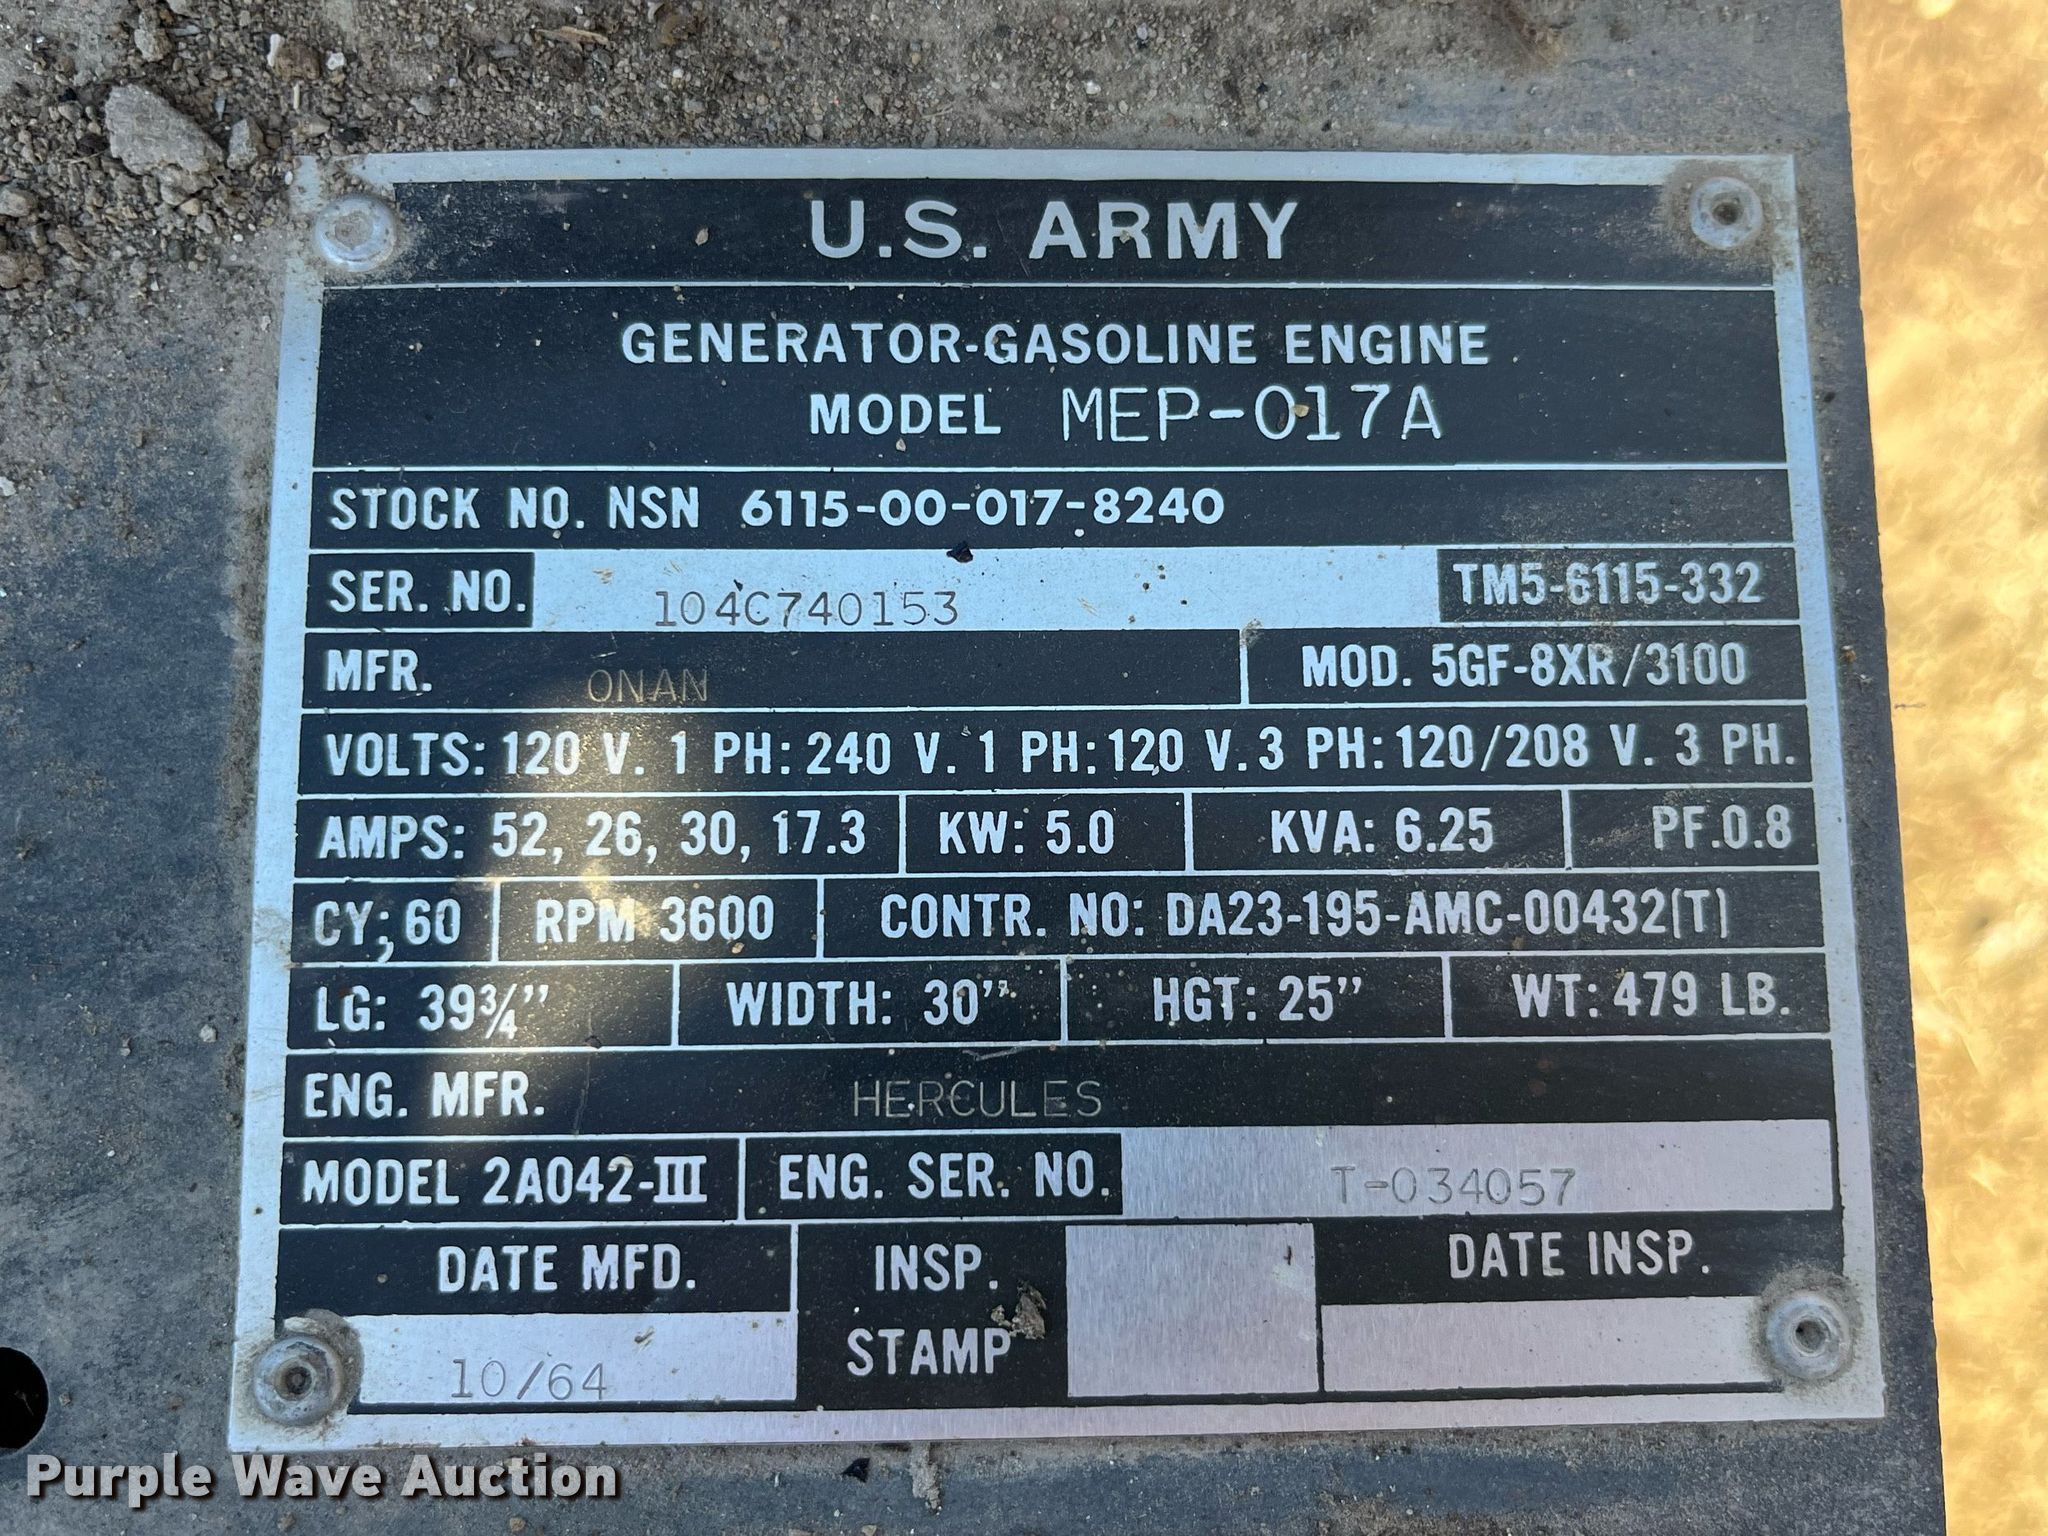 U.S. ARMY
GENERATOR-GASOLINE ENGINE
MODEL MEP-017A
STOCK NO. NSN 6115-00-017-8240
SER. NO. 104C740153 TM5-6115-332
MFR. ONAN MOD. 5GF-8XR/3100
VOLTS: 120 V. 1 PH: 240 V. 1 PH: 120 V. 3 PH: 120/208 V. 3 PH.
AMPS: 52, 26, 30, 17.3 KW: 5.0 KVA: 6.25 PF.0.8
CY; 60 RPM 3600 CONTR. NO: DA23-195-AMC-00432(T)
LG: 39¾" WIDTH: 30" HGT: 25" WT: 479 LB.
ENG. MFR. HERCULES
MODEL 2A042-III ENG. SER. NO. T-034057
DATE MFD. INSP. STAMP DATE INSP.
10/64
Purple Wave Auction